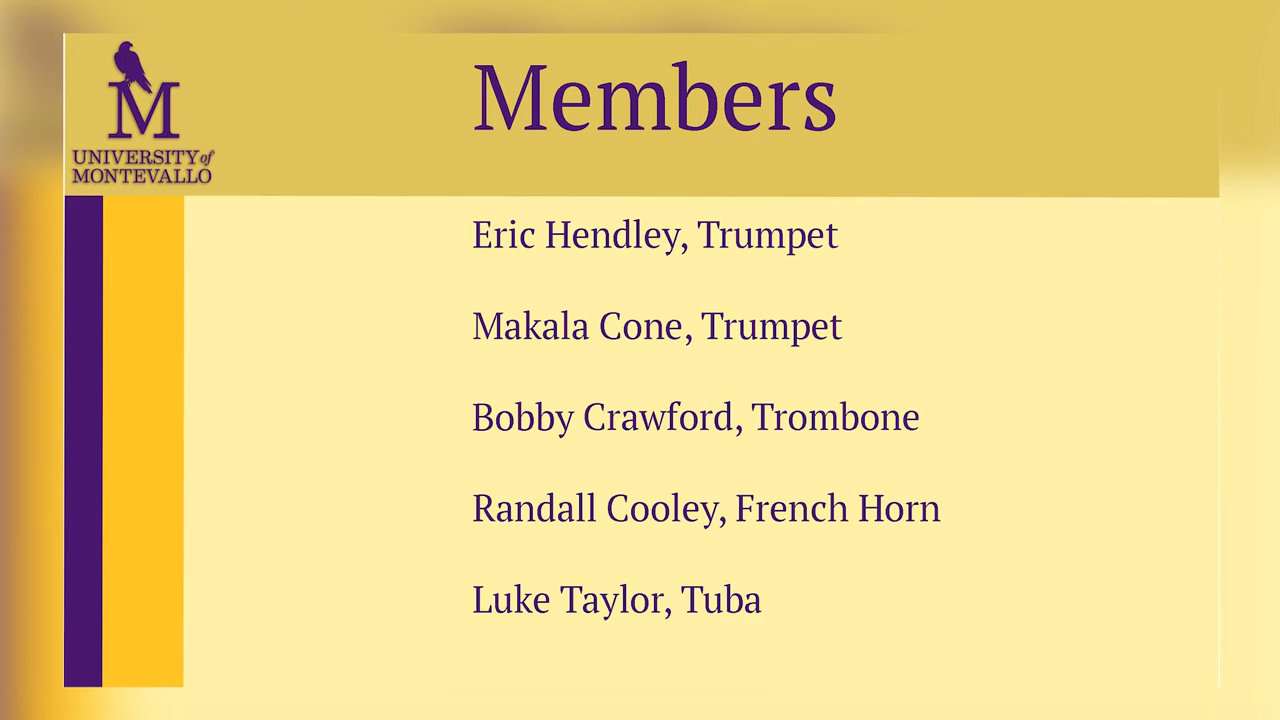 M
UNIVERSITY of
MONTEVALLO
Members
Eric Hendley, Trumpet
Makala Cone, Trumpet
Bobby Crawford, Trombone
Randall Cooley, French Horn
Luke Taylor, Tuba